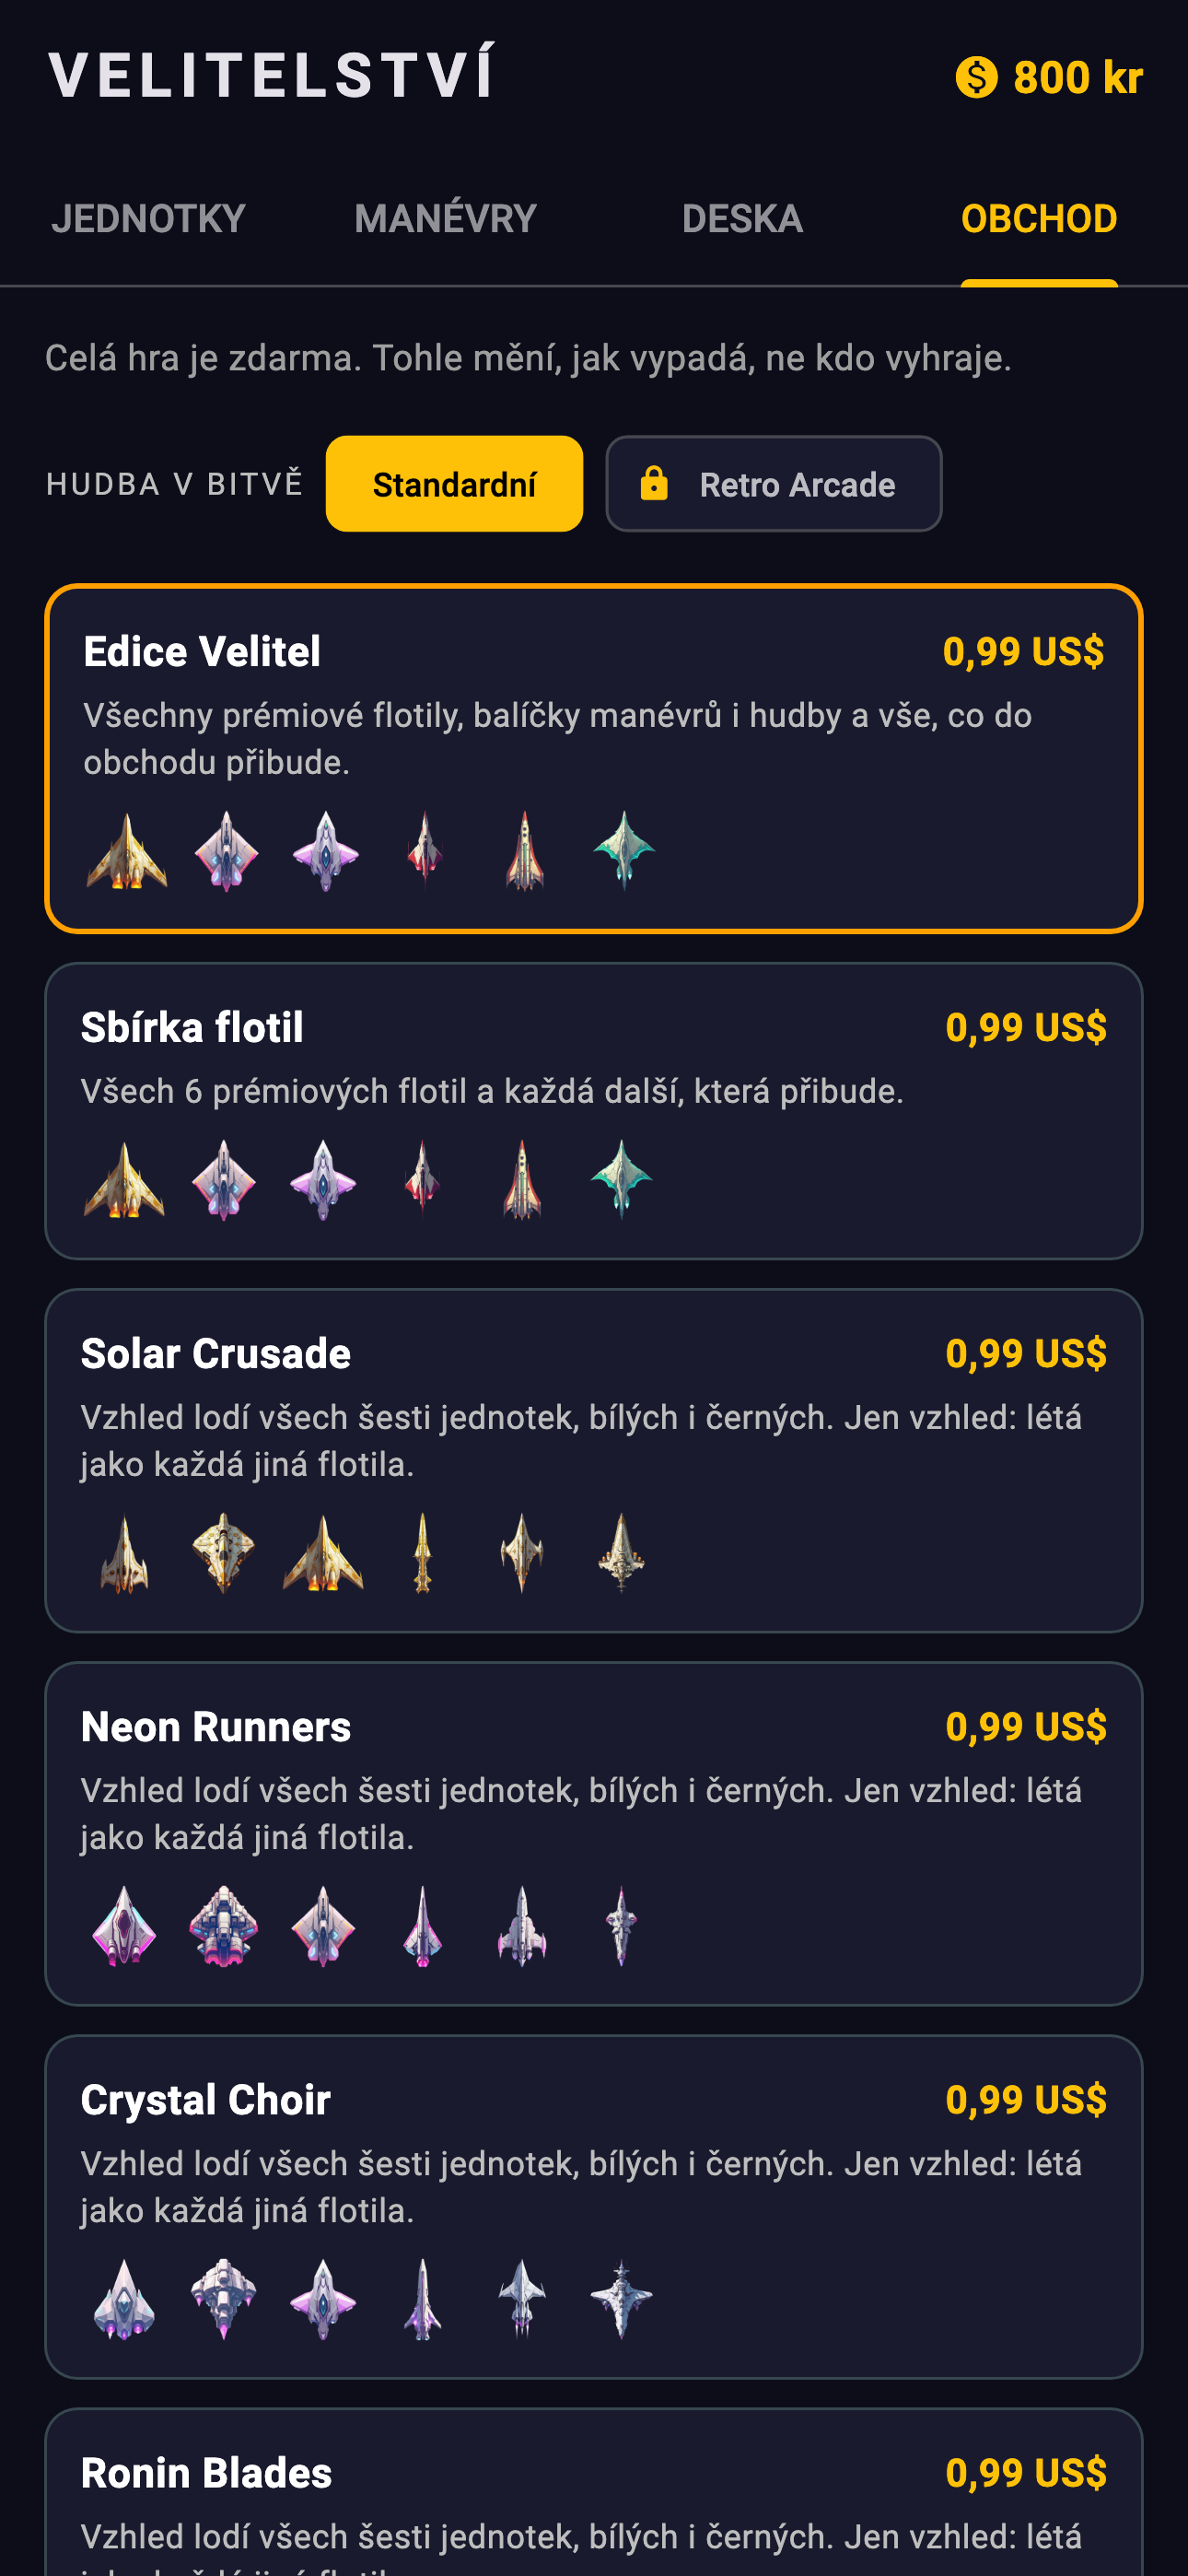 VELITELSTVÍ
800 kr
JEDNOTKY
MANÉVRY
DESKA
OBCHOD
Celá hra je zdarma. Tohle mění, jak vypadá, ne kdo vyhraje.
HUDBA V BITVĚ
Standardní
Retro Arcade
Edice Velitel
0,99 US$
Všechny prémiové flotily, balíčky manévrů i hudby a vše, co do
obchodu přibude.
Sbírka flotil
0,99 US$
Všech 6 prémiových flotil a každá další, která přibude.
Solar Crusade
0,99 US$
Vzhled lodí všech šesti jednotek, bílých i černých. Jen vzhled: létá
jako každá jiná flotila.
Neon Runners
0,99 US$
Vzhled lodí všech šesti jednotek, bílých i černých. Jen vzhled: létá
jako každá jiná flotila.
Crystal Choir
0,99 US$
Vzhled lodí všech šesti jednotek, bílých i černých. Jen vzhled: létá
jako každá jiná flotila.
Ronin Blades
0,99 US$
Vzhled lodí všech šesti jednotek, bílých i černých. Jen vzhled: létá